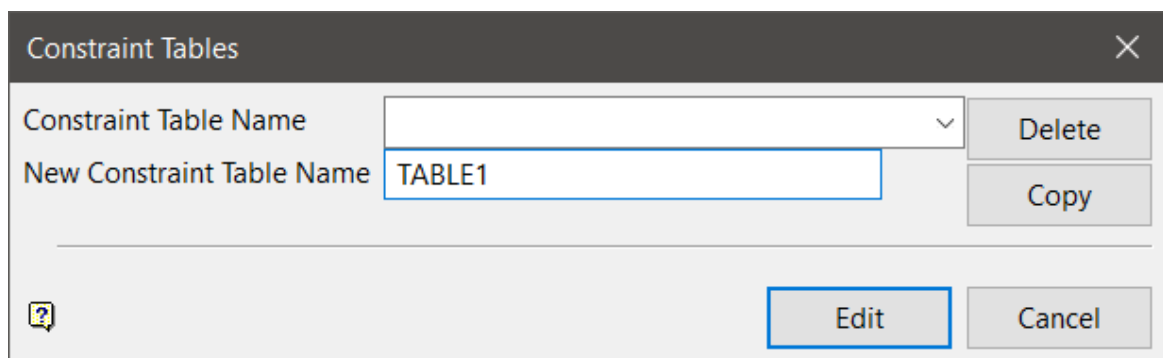 Constraint Tables
Constraint Table Name
Delete
New Constraint Table Name TABLE1
Copy
Edit Cancel